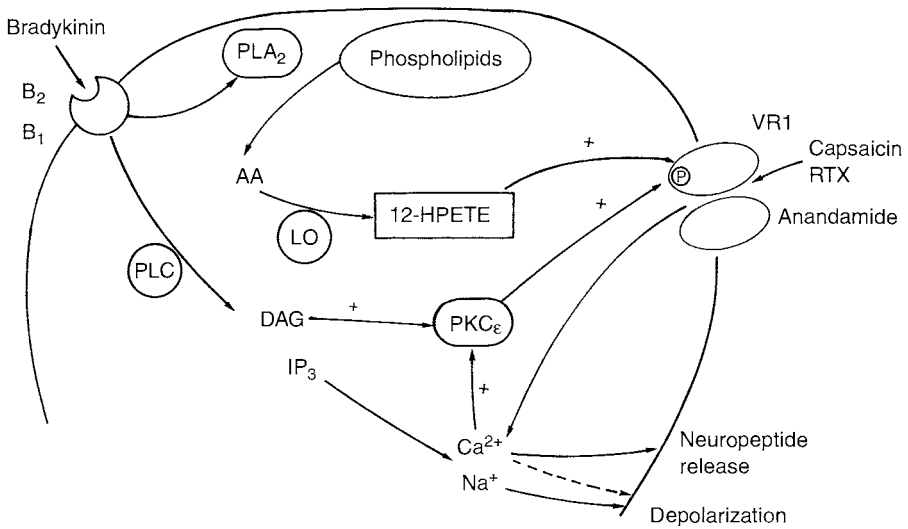 Bradykinin
B₂
B₁
PLA₂
Phospholipids
VR1
Capsaicin
RTX
Anandamide
P
+
AA
12-HPETE
+
LO
PLC
DAG
+
PKCε
IP₃
+
Ca²⁺
Na⁺
Neuropeptide
release
Depolarization